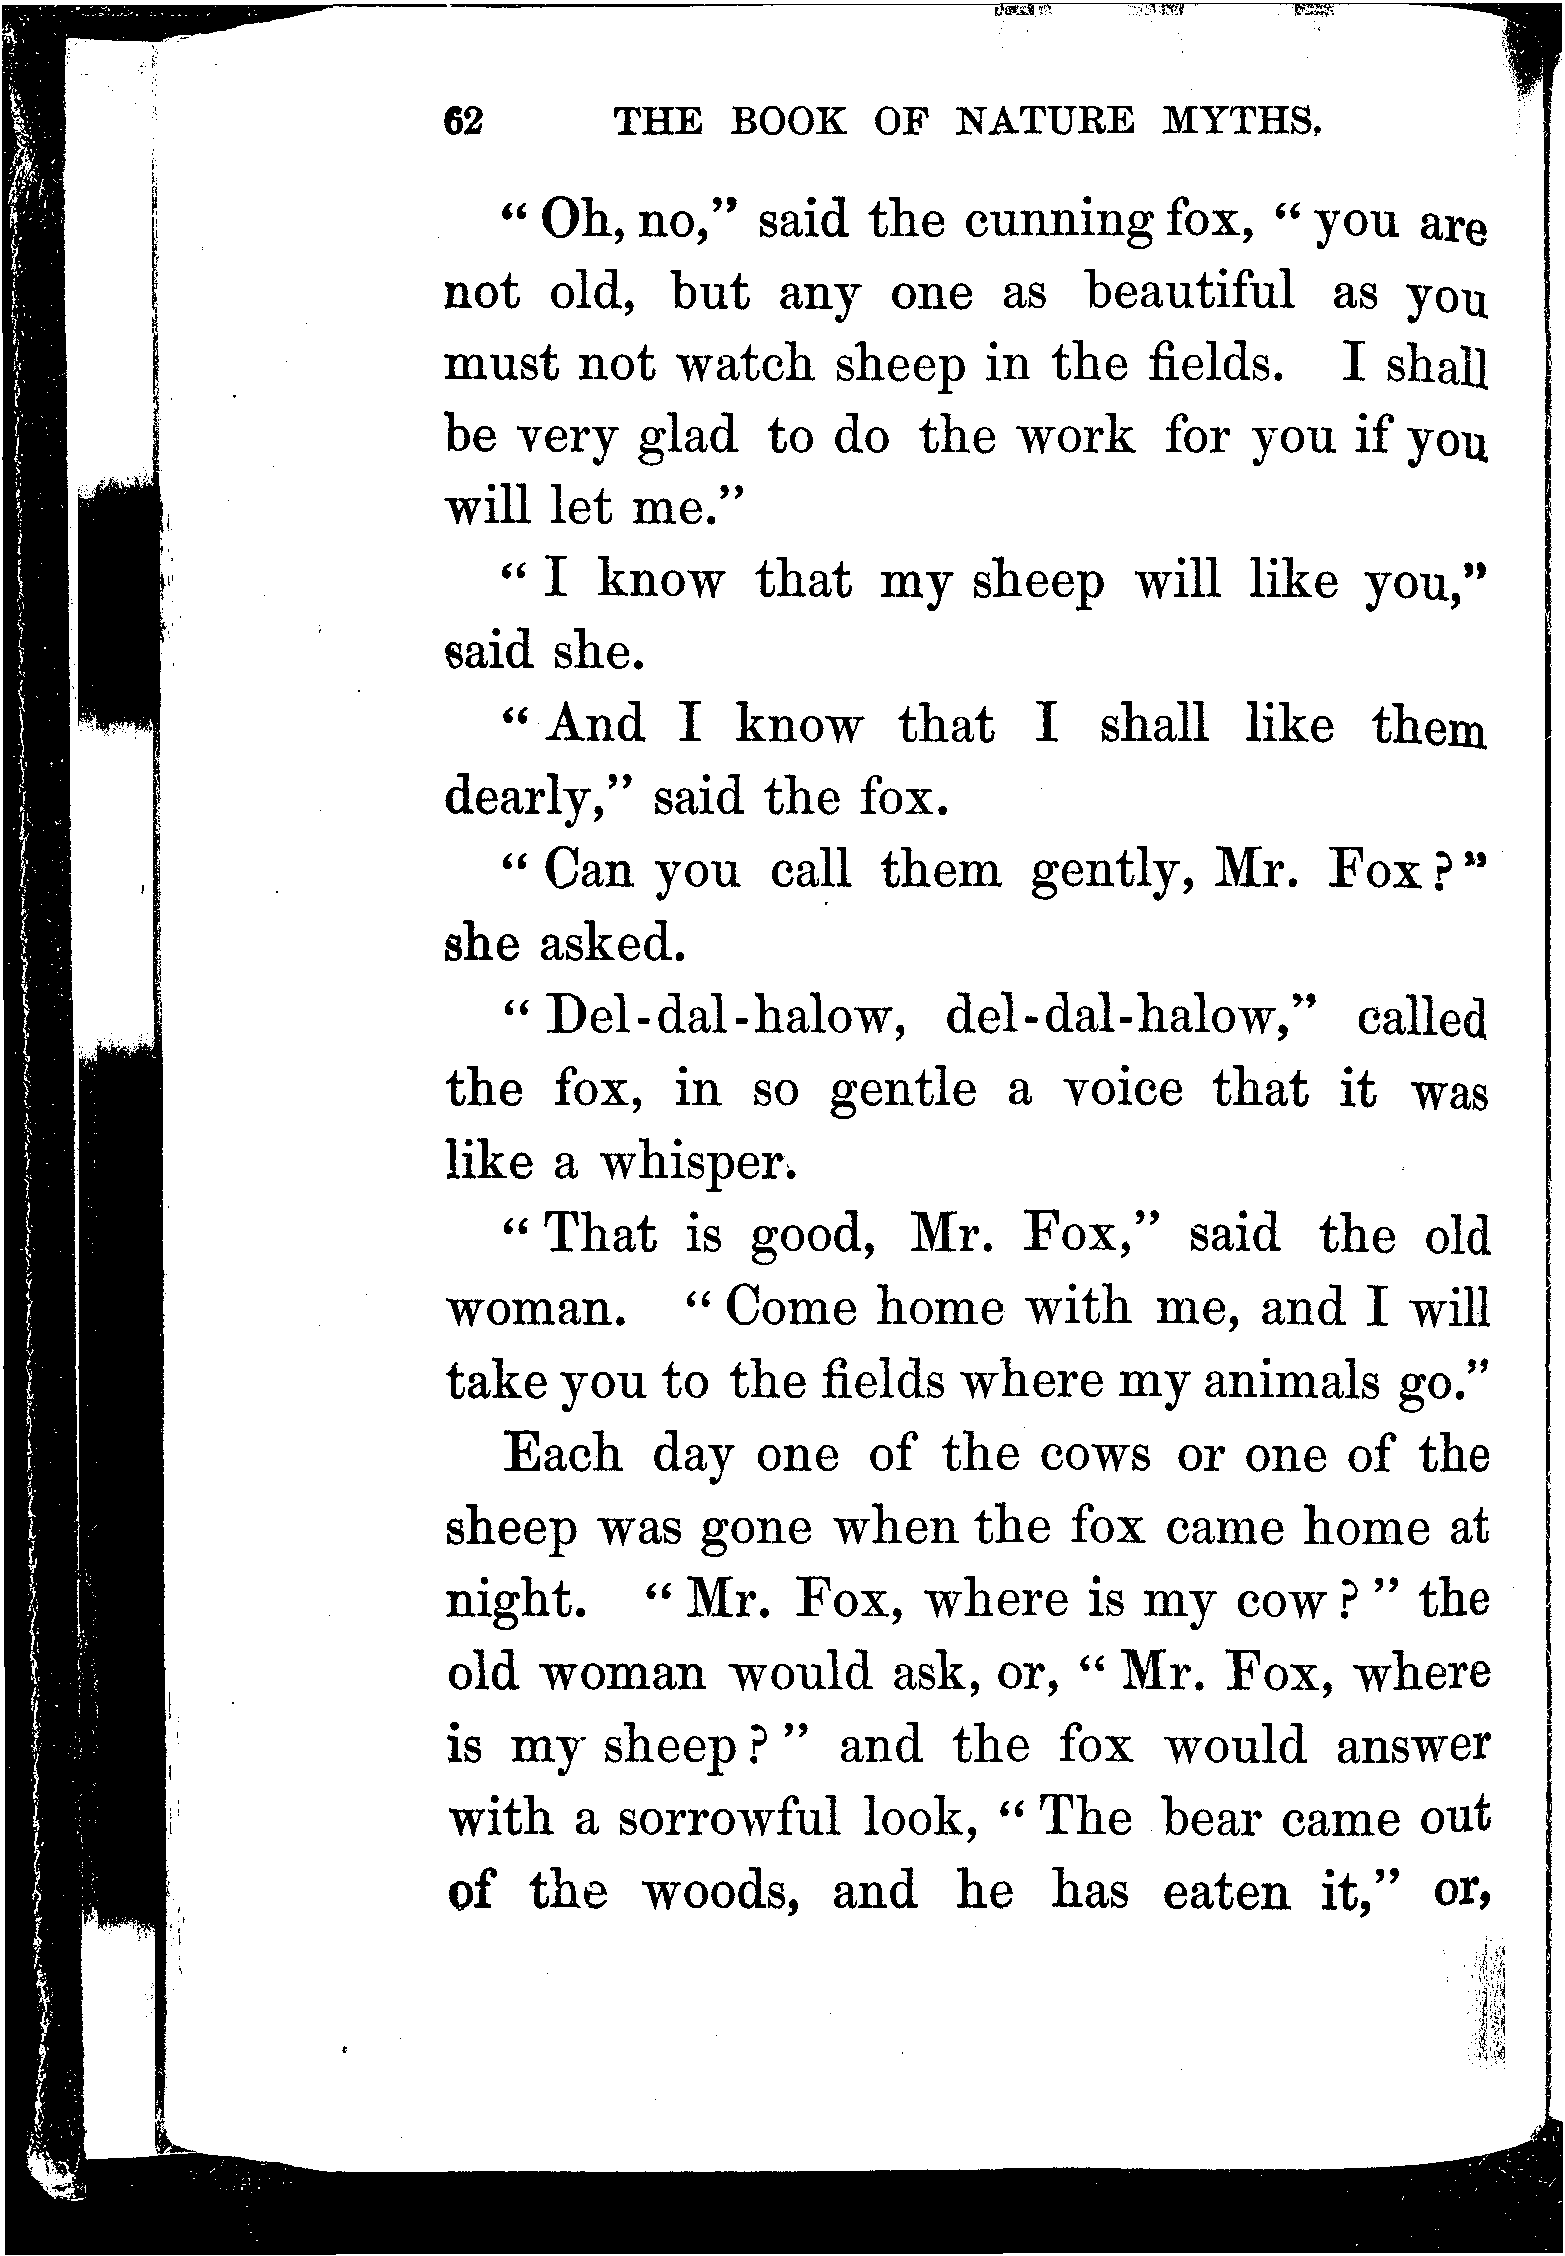 62 THE BOOK OF NATURE MYTHS.
“Oh, no,” said the cunning fox, “you are
not old, but any one as beautiful as you
must not watch sheep in the fields. I shall
be very glad to do the work for you if you
will let me.”
“I know that my sheep will like you,”
said she.
“And I know that I shall like them
dearly,” said the fox.
“Can you call them gently, Mr. Fox?”
she asked.
“Del-dal-halow, del-dal-halow,” called
the fox, in so gentle a voice that it was
like a whisper.
“That is good, Mr. Fox,” said the old
woman. “Come home with me, and I will
take you to the fields where my animals go.”
Each day one of the cows or one of the
sheep was gone when the fox came home at
night. “Mr. Fox, where is my cow?” the
old woman would ask, or, “Mr. Fox, where
is my sheep?” and the fox would answer
with a sorrowful look, “The bear came out
of the woods, and he has eaten it,” or,